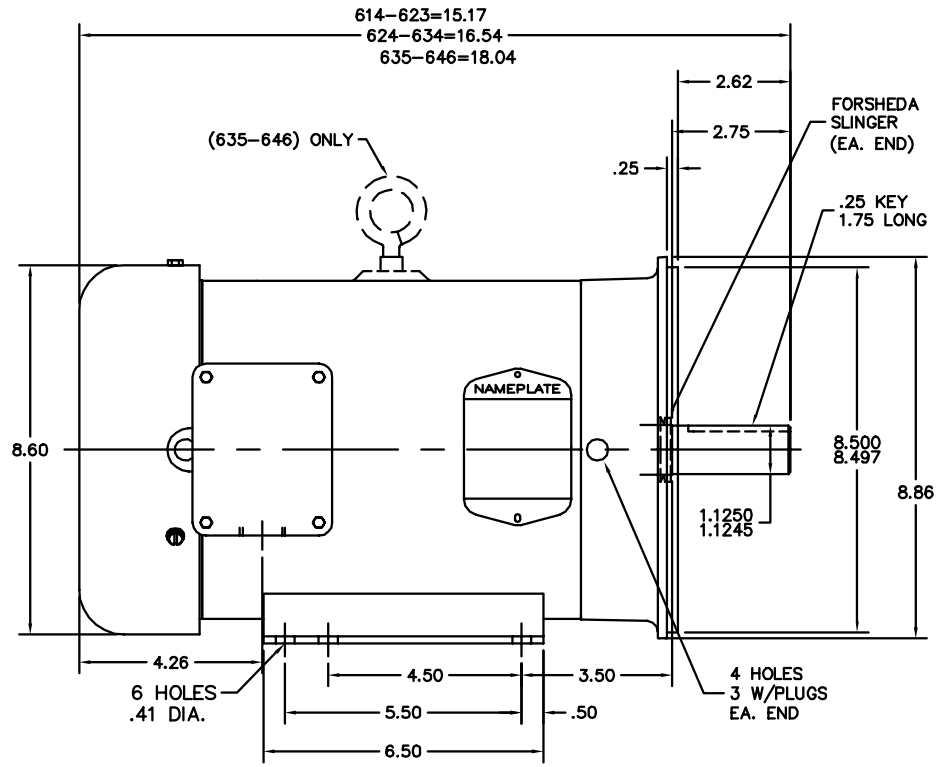 614-623=15.17
624-634=16.54
635-646=18.04
2.62
FORSHEDA
SLINGER
(EA. END)
2.75
(635-646) ONLY
.25
.25 KEY
1.75 LONG
NAMEPLATE
8.60
8.500
8.497
8.86
1.1250
1.1245
4.26
4.50
3.50
6 HOLES
.41 DIA.
4 HOLES
3 W/PLUGS
EA. END
5.50
.50
6.50